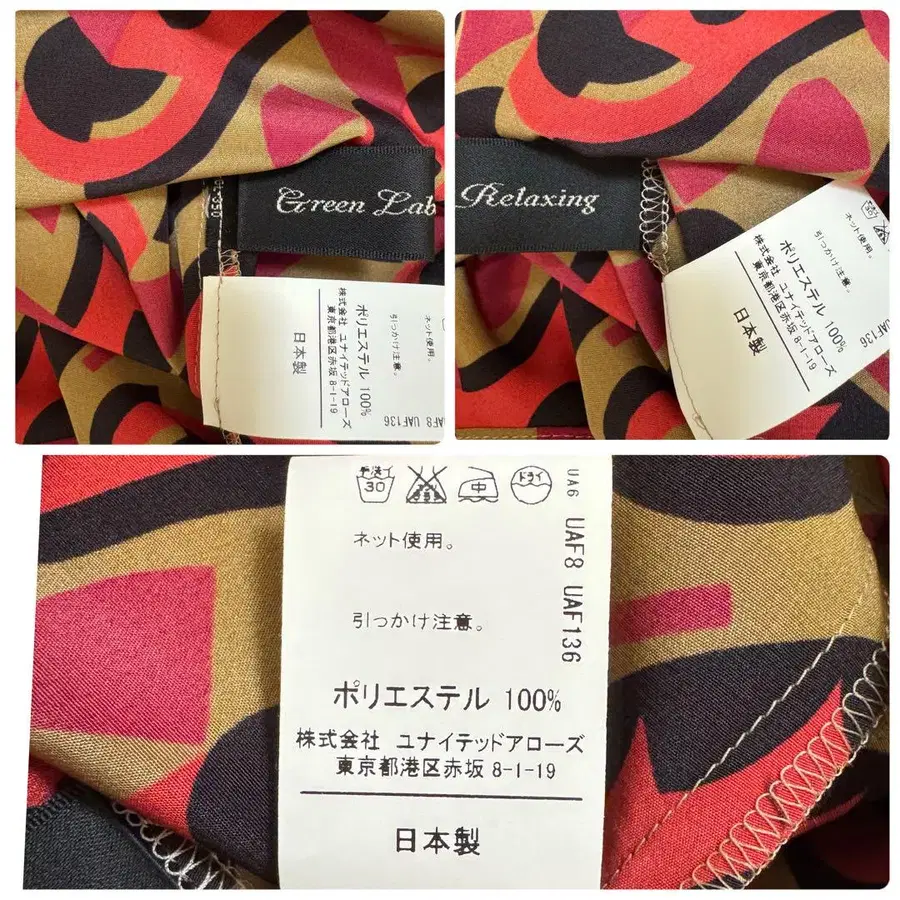 Green Lab
ネット使用。
引っかけ注意。
ポリエステル 100%
株式会社 ユナイテッドアローズ
東京都港区赤坂 8-1-19
日本製
UAF8 UAF136
Relaxing
ネット使用。
引っかけ注意。
ポリエステル 100%
株式会社 ユナイテッドアローズ
東京都港区赤坂 8-1-19
日本製
UAF136
手洗イ
30
中
ドライ
UA6 UAF8 UAF136
ネット使用。
引っかけ注意。
ポリエステル 100%
株式会社 ユナイテッドアローズ
東京都港区赤坂 8-1-19
日本製